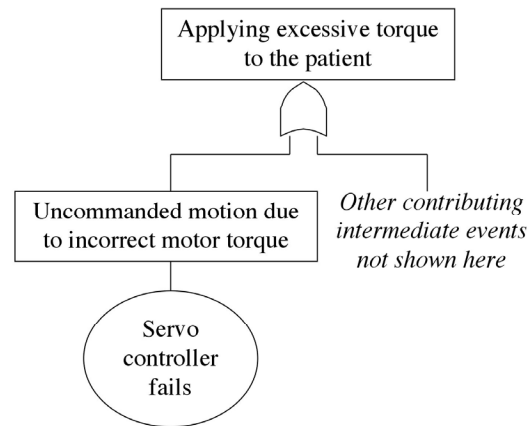 Applying excessive torque
to the patient
Uncommanded motion due
to incorrect motor torque
Other contributing
intermediate events
not shown here
Servo
controller
fails